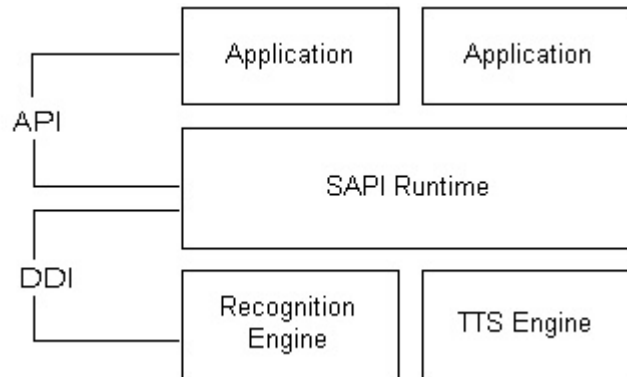 Application
Application
API
SAPI Runtime
DDI
Recognition
Engine
TTS Engine